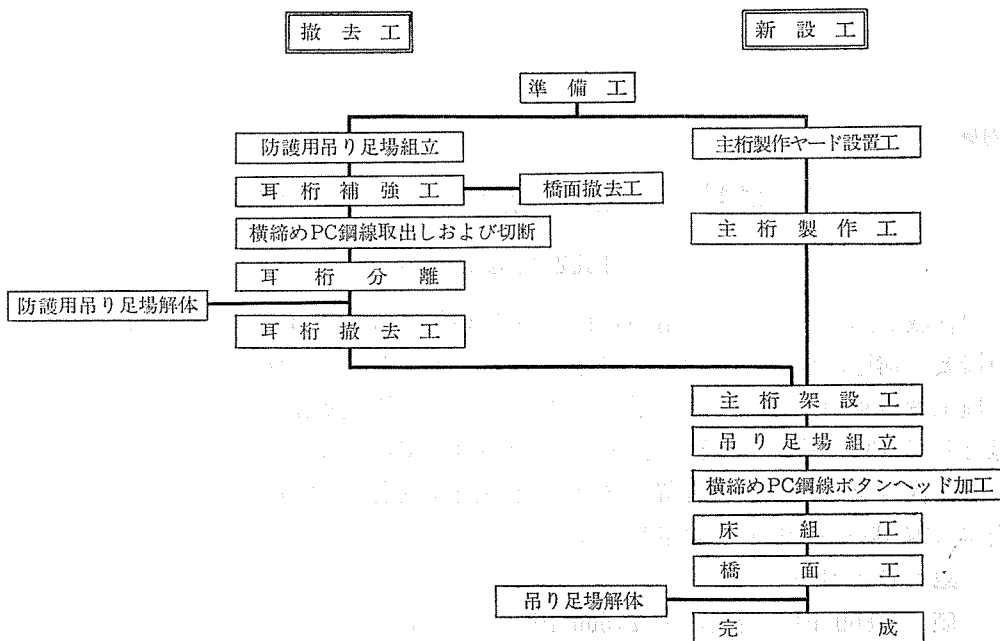 撤去工
新設工
準備工
防護用吊り足場組立
主桁製作ヤード設置工
耳桁補強工
橋面撤去工
横締めPC鋼線取出しおよび切断
主桁製作工
耳桁分離
防護用吊り足場解体
耳桁撤去工
主桁架設工
吊り足場組立
横締めPC鋼線ボタンヘッド加工
床組工
橋面工
吊り足場解体
完成